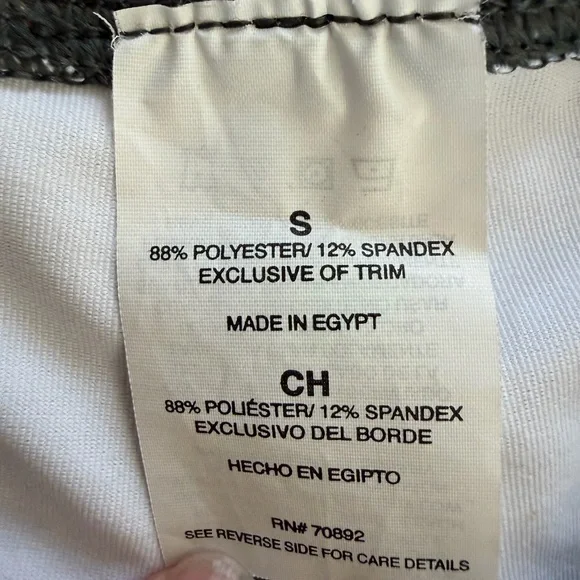 S
88% POLYESTER/ 12% SPANDEX
EXCLUSIVE OF TRIM
MADE IN EGYPT
CH
88% POLIÉSTER/ 12% SPANDEX
EXCLUSIVO DEL BORDE
HECHO EN EGIPTO
RN# 70892
SEE REVERSE SIDE FOR CARE DETAILS